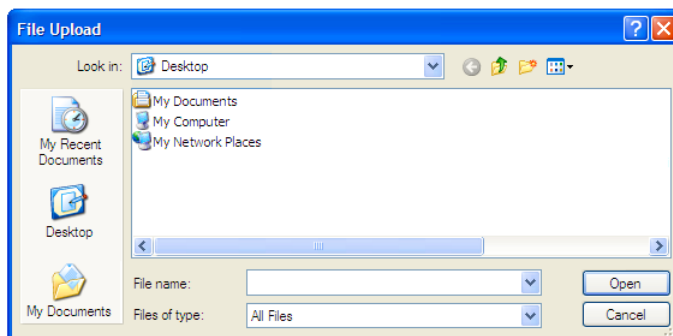 File Upload
Look in: Desktop
My Recent
Documents
Desktop
My Documents
My Documents
My Computer
My Network Places
File name: Open
Files of type: All Files Cancel